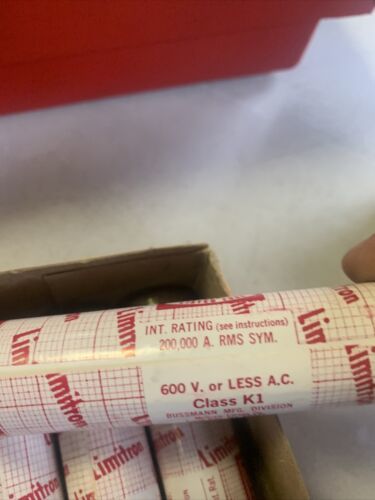 INT. RATING (see instructions)
200,000 A. RMS SYM.
600 V. or LESS A.C.
Class K1
BUSSMANN MFG. DIVISION
Limitron
Limitron
Limitron
Limitron